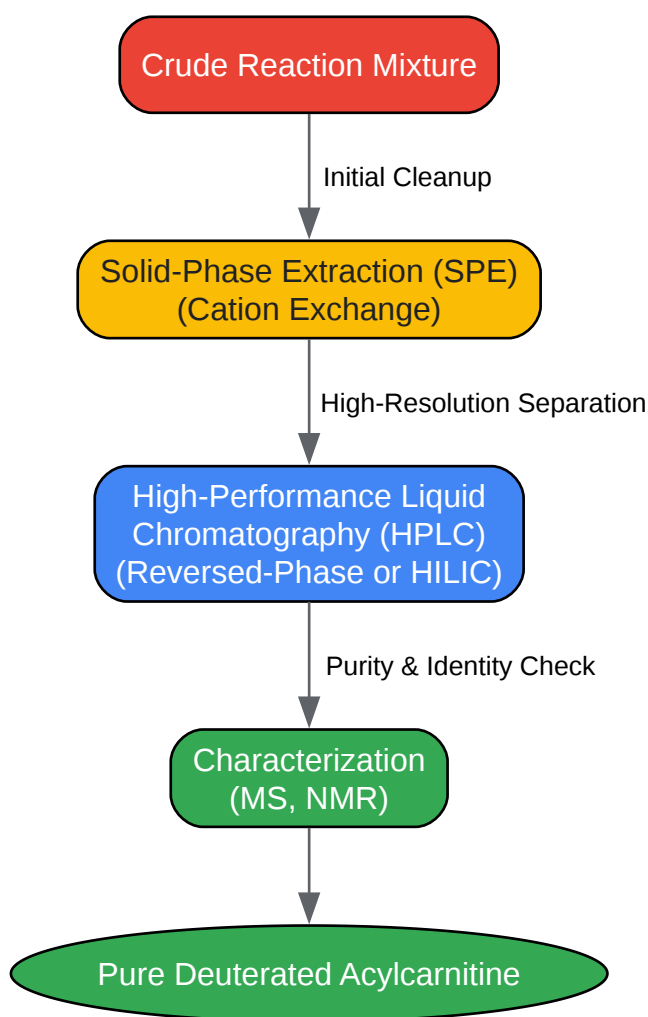 Crude Reaction Mixture
Initial Cleanup
Solid-Phase Extraction (SPE)
(Cation Exchange)
High-Resolution Separation
High-Performance Liquid
Chromatography (HPLC)
(Reversed-Phase or HILIC)
Purity & Identity Check
Characterization
(MS, NMR)
Pure Deuterated Acylcarnitine